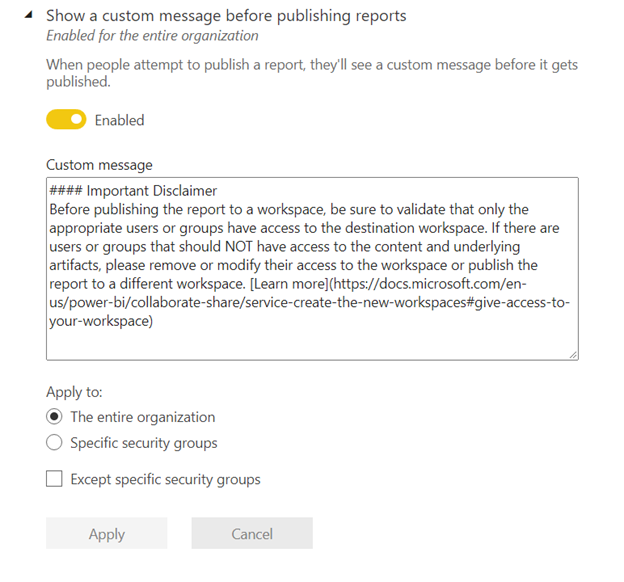 Show a custom message before publishing reports
Enabled for the entire organization
When people attempt to publish a report, they'll see a custom message before it gets
published.
Enabled
Custom message
#### Important Disclaimer
Before publishing the report to a workspace, be sure to validate that only the
appropriate users or groups have access to the destination workspace. If there are
users or groups that should NOT have access to the content and underlying
artifacts, please remove or modify their access to the workspace or publish the
report to a different workspace. [Learn more](https://docs.microsoft.com/en-
us/power-bi/collaborate-share/service-create-the-new-workspaces#give-access-to-
your-workspace)
Apply to:
The entire organization
Specific security groups
Except specific security groups
Apply
Cancel